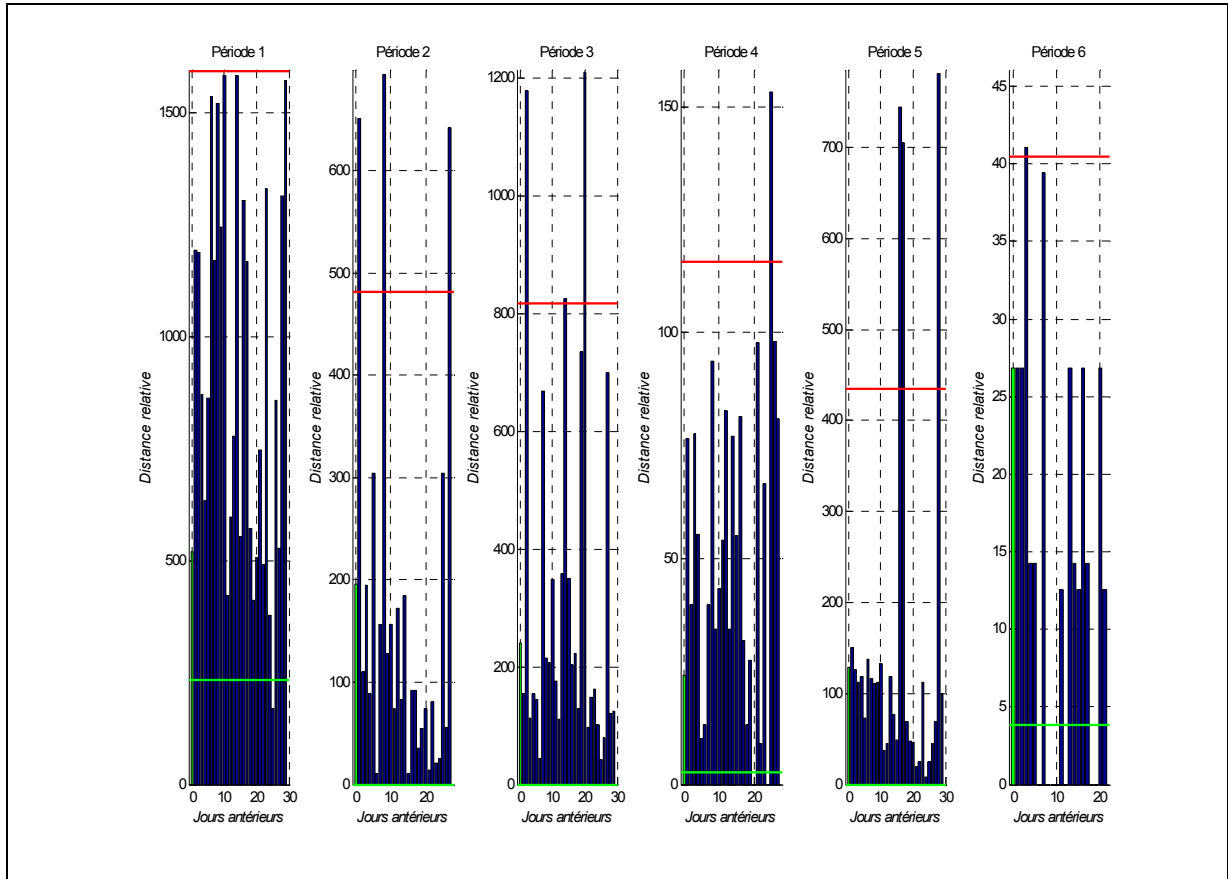 Période 1
Période 2
Période 3
Période 4
Période 5
Période 6
1500
1000
500
0
Distance relative
0 10 20 30
Jours antérieurs
600
500
400
300
200
100
0
Distance relative
0 10 20
Jours antérieurs
1200
1000
800
600
400
200
0
Distance relative
0 10 20 30
Jours antérieurs
150
100
50
0
Distance relative
0 10 20
Jours antérieurs
700
600
500
400
300
200
100
0
Distance relative
0 10 20 30
Jours antérieurs
45
40
35
30
25
20
15
10
5
0
Distance relative
0 10 20
Jours antérieurs